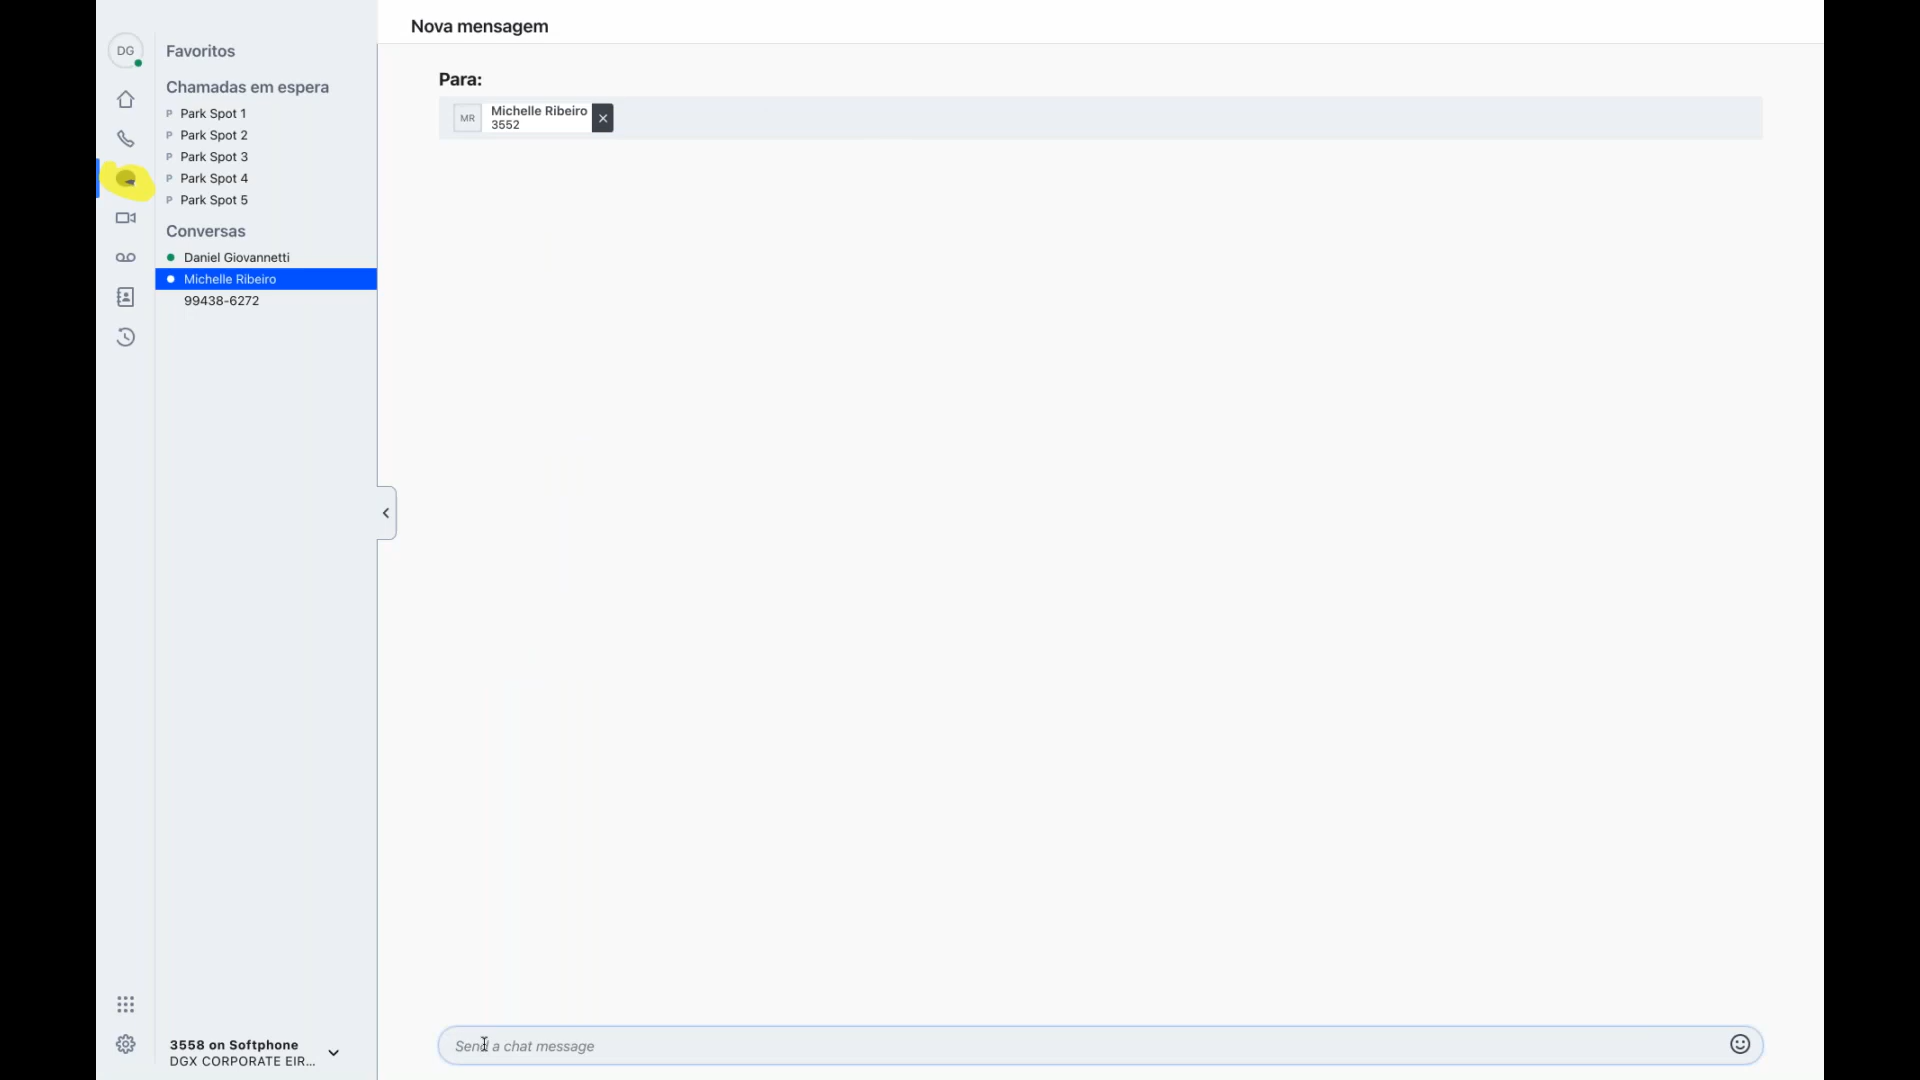 Nova mensagem
DG
Favoritos
Para:
Chamadas em espera
P Park Spot 1
P Park Spot 2
P Park Spot 3
P Park Spot 4
P Park Spot 5
MR
Michelle Ribeiro
3552
Conversas
Daniel Giovannetti
Michelle Ribeiro
99438-6272
3558 on Softphone
DGX CORPORATE EIR...
Send a chat message